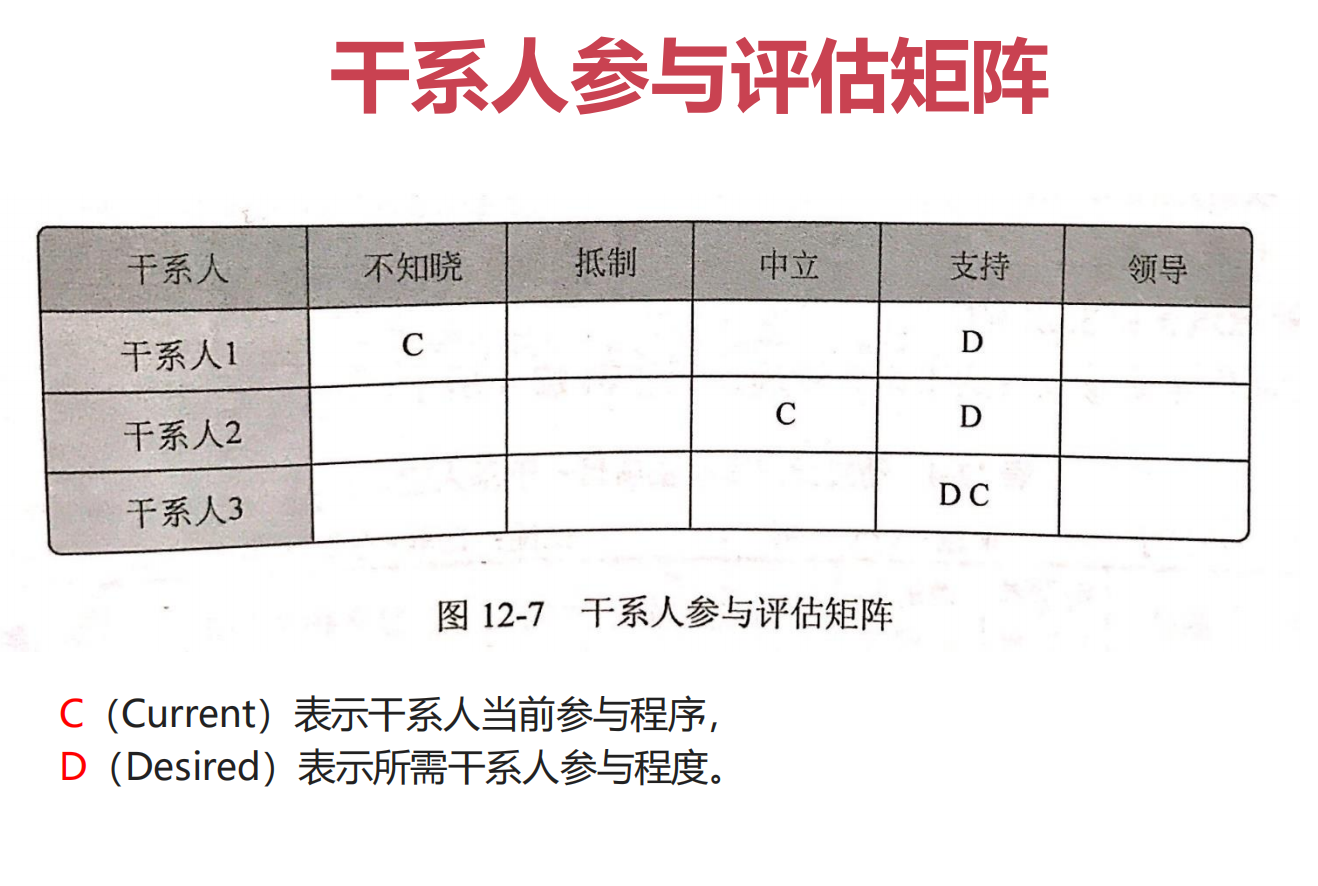 干系人参与评估矩阵
干系人 不知晓 抵制 中立 支持 领导
干系人1 C D
干系人2 C D
干系人3 D C
图 12-7 干系人参与评估矩阵
C（Current）表示干系人当前参与程序，
D（Desired）表示所需干系人参与程度。